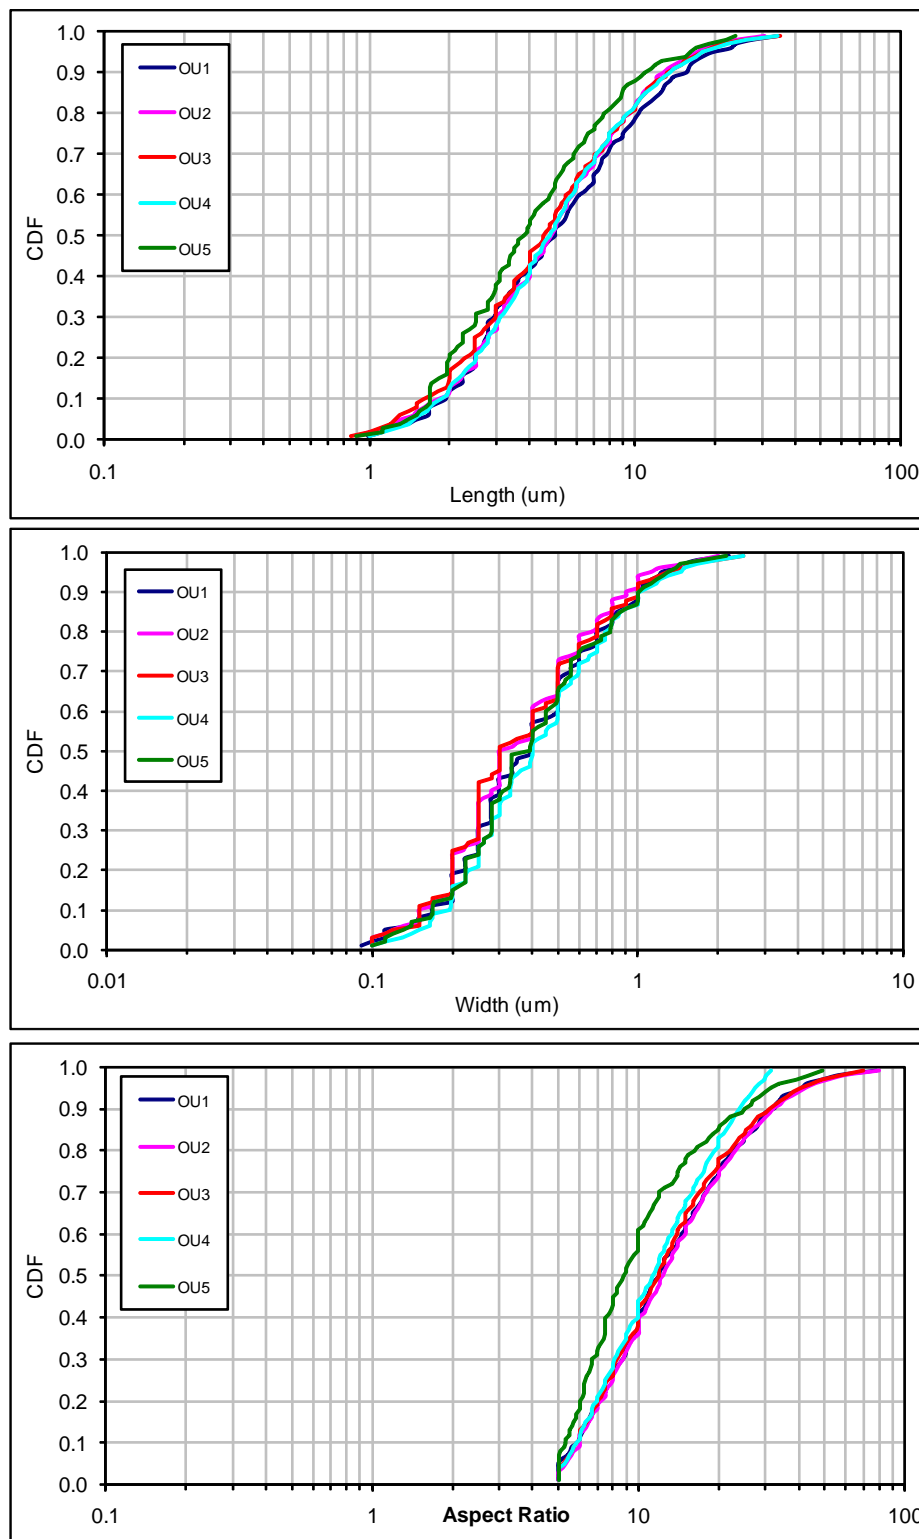 1.0
0.9
0.8
0.7
0.6
0.5
0.4
0.3
0.2
0.1
0.0
CDF
OU1
OU2
OU3
OU4
OU5
0.1 1 10 100
Length (um)
1.0
0.9
0.8
0.7
0.6
0.5
0.4
0.3
0.2
0.1
0.0
CDF
OU1
OU2
OU3
OU4
OU5
0.01 0.1 1 10
Width (um)
1.0
0.9
0.8
0.7
0.6
0.5
0.4
0.3
0.2
0.1
0.0
CDF
OU1
OU2
OU3
OU4
OU5
0.1 1 10 100
Aspect Ratio